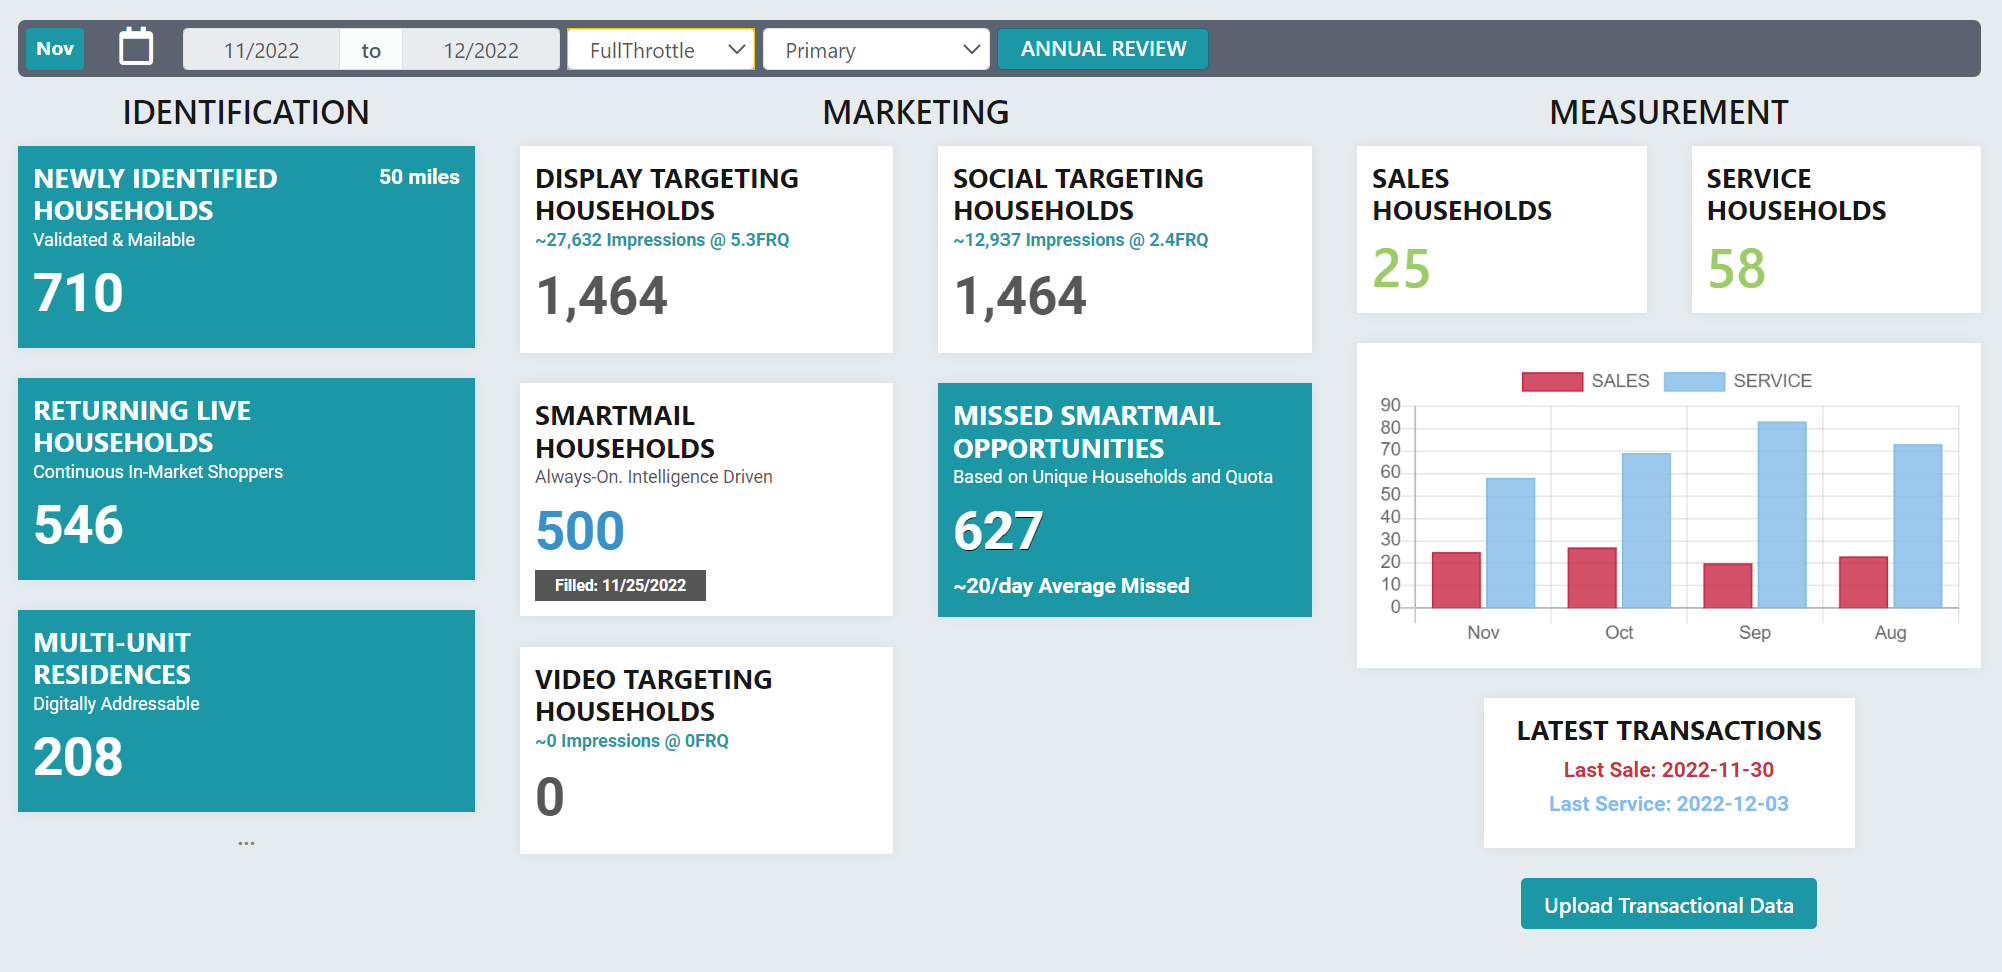 Nov
11/2022 to 12/2022
FullThrottle
Primary
ANNUAL REVIEW
IDENTIFICATION
NEWLY IDENTIFIED
HOUSEHOLDS
50 miles
Validated & Mailable
710
RETURNING LIVE
HOUSEHOLDS
Continuous In-Market Shoppers
546
MULTI-UNIT
RESIDENCES
Digitally Addressable
208
...
MARKETING
DISPLAY TARGETING
HOUSEHOLDS
~27,632 Impressions @ 5.3FRQ
1,464
SOCIAL TARGETING
HOUSEHOLDS
~12,937 Impressions @ 2.4FRQ
1,464
SMARTMAIL
HOUSEHOLDS
Always-On. Intelligence Driven
500
Filled: 11/25/2022
MISSED SMARTMAIL
OPPORTUNITIES
Based on Unique Households and Quota
627
~20/day Average Missed
VIDEO TARGETING
HOUSEHOLDS
~0 Impressions @ 0FRQ
0
MEASUREMENT
SALES
HOUSEHOLDS
25
SERVICE
HOUSEHOLDS
58
SALES SERVICE
90
80
70
60
50
40
30
20
10
0
Nov Oct Sep Aug
LATEST TRANSACTIONS
Last Sale: 2022-11-30
Last Service: 2022-12-03
Upload Transactional Data